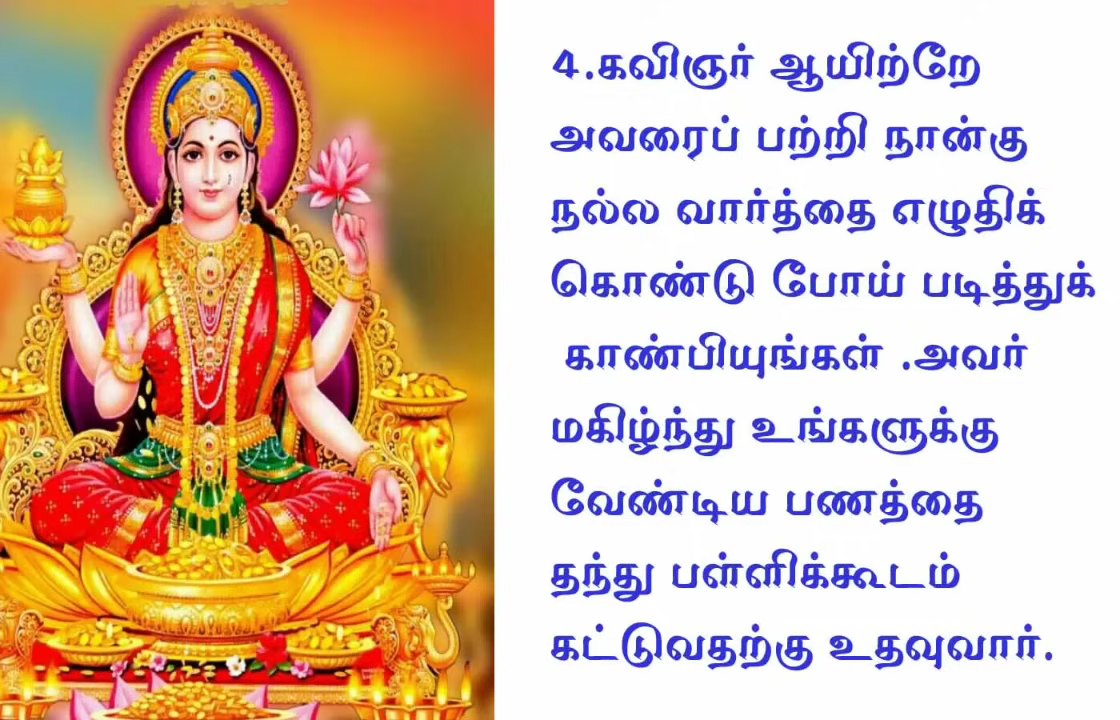 4.கவிஞர் ஆயிற்றே
அவரைப் பற்றி நான்கு
நல்ல வார்த்தை எழுதிக்
கொண்டு போய் படித்துக்
காண்பியுங்கள் .அவர்
மகிழ்ந்து உங்களுக்கு
வேண்டிய பணத்தை
தந்து பள்ளிக்கூடம்
கட்டுவதற்கு உதவுவார்.